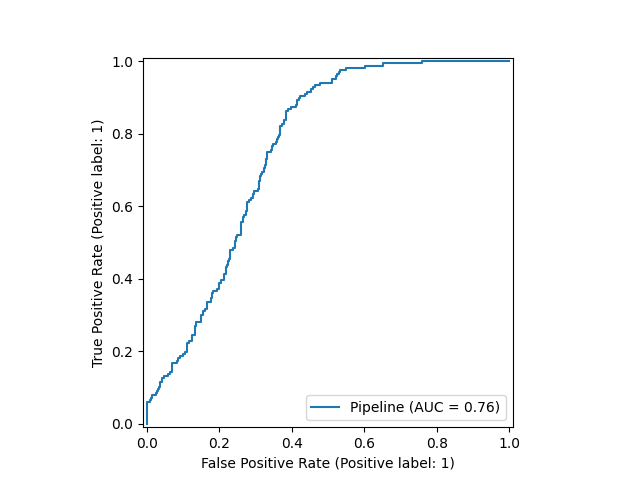 1.0
0.8
0.6
0.4
0.2
0.0
True Positive Rate (Positive label: 1)
Pipeline (AUC = 0.76)
0.0 0.2 0.4 0.6 0.8 1.0
False Positive Rate (Positive label: 1)